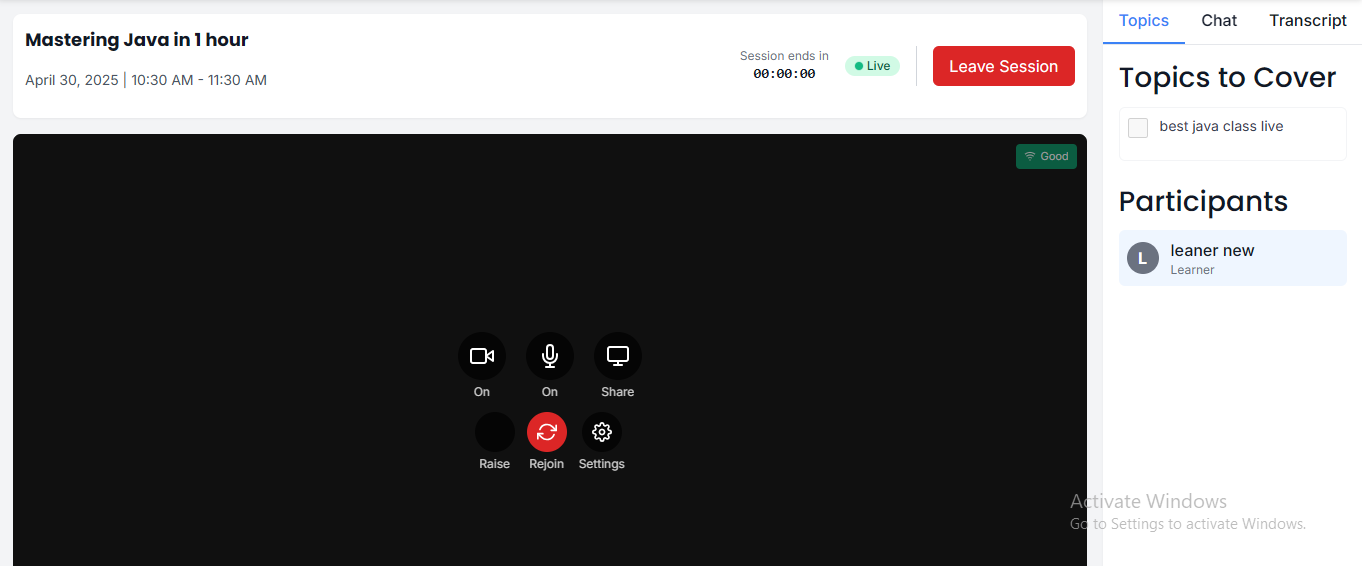 Mastering Java in 1 hour
April 30, 2025 | 10:30 AM - 11:30 AM
Session ends in
00:00:00
Live
Leave Session
Good
On
On
Share
Raise
Rejoin
Settings
Topics
Chat
Transcript
Topics to Cover
best java class live
Participants
L
leaner new
Learner
Activate Windows
Go to Settings to activate Windows.